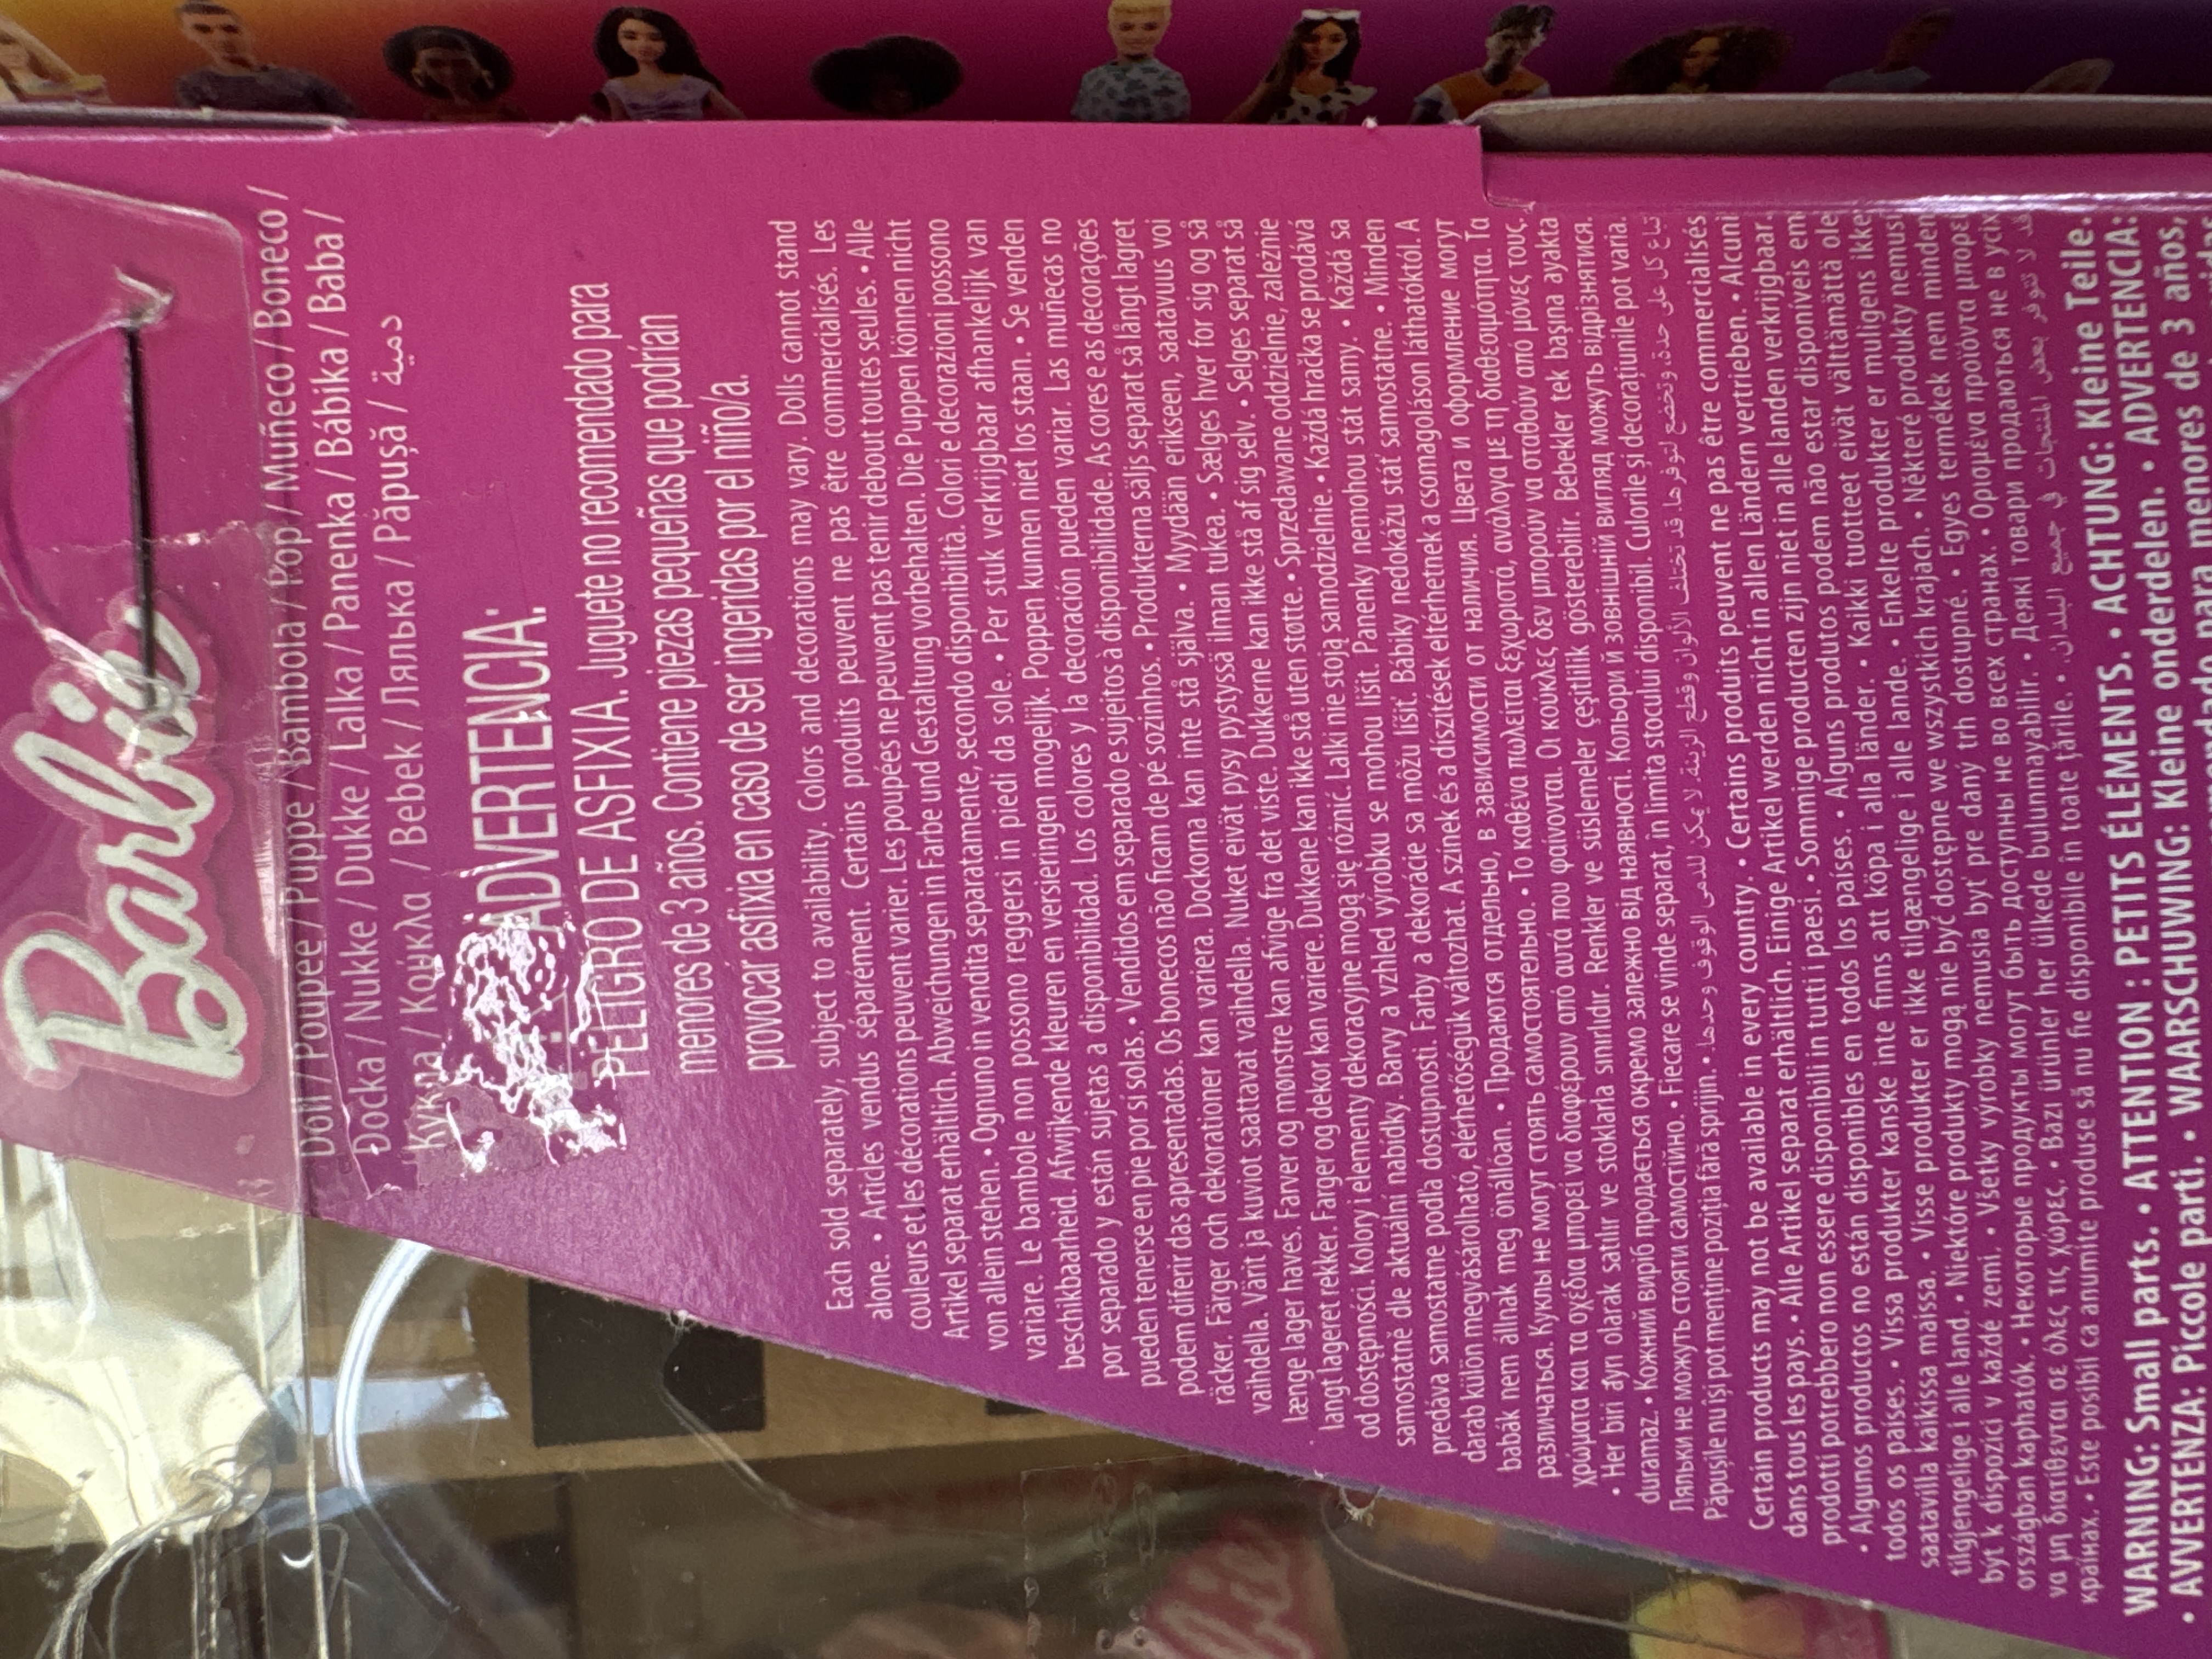 Barbie
Doll / Poupée / Puppe / Bambola / Pop / Muñeco / Boneco /
Docka / Nukke / Dukke / Lalka / Panenka / Bábika / Baba /
Кукла / Κούκλα / Bebek / Лялька / Păpuşă / دمية
ADVERTENCIA:
PELIGRO DE ASFIXIA. Juguete no recomendado para
menores de 3 años. Contiene piezas pequeñas que podrían
provocar asfixia en caso de ser ingeridas por el niño/a.
Each sold separately, subject to availability. Colors and decorations may vary. Dolls cannot stand
alone. • Articles vendus séparément. Certains produits peuvent ne pas être commercialisés. Les
couleurs et les décorations peuvent varier. Les poupées ne peuvent pas tenir debout toutes seules. • Alle
Artikel separat erhältlich. Abweichungen in Farbe und Gestaltung vorbehalten. Die Puppen können nicht
von allein stehen. • Ognuno in vendita separatamente, secondo disponibilità. Colori e decorazioni possono
variare. Le bambole non possono reggersi in piedi da sole. • Per stuk verkrijgbaar afhankelijk van
beschikbaarheid. Afwijkende kleuren en versieringen mogelijk. Poppen kunnen niet los staan. • Se venden
por separado y están sujetas a disponibilidad. Los colores y la decoración pueden variar. Las muñecas no
pueden tenerse en pie por sí solas. • Vendidos em separado e sujeitos à disponibilidade. As cores e as decorações
podem diferir das apresentadas. Os bonecos não ficam de pé sozinhos. • Produkterna säljs separat så långt lagret
räcker. Färger och dekorationer kan variera. Dockorna kan inte stå själva. • Myydään erikseen, saatavuus voi
vaihdella. Värit ja kuviot saattavat vaihdella. Nuket eivät pysy pystyssä ilman tukea. • Sælges hver for sig og så
længe lager haves. Farver og mønstre kan afvige fra det viste. Dukkerne kan ikke stå af sig selv. • Selges separat så
langt lageret rekker. Farger og dekor kan variere. Dukkene kan ikke stå uten støtte. • Sprzedawane oddzielnie, zależnie
od dostępności. Kolory i elementy dekoracyjne mogą się różnić. Lalki nie stoją samodzielnie. • Každá hračka se prodává
samostatně dle aktuální nabídky. Barvy a vzhled výrobku se mohou lišit. Panenky nemohou stát samy. • Každá sa
predáva samostatne podľa dostupnosti. Farby a dekorácie sa môžu líšiť. Bábiky nedokážu stáť samostatne. • Minden
darab külön megvásárolható, elérhetőségük változhat. A színek és a díszítések eltérhetnek a csomagoláson láthatóktól. A
babák nem állnak meg önállóan. • Продаются отдельно, в зависимости от наличия. Цвета и оформление могут
различаться. Куклы не могут стоять самостоятельно. • Το καθένα πωλείται ξεχωριστά, ανάλογα με τη διαθεσιμότητα. Τα
χρώματα και τα σχέδια μπορεί να διαφέρουν από αυτά που φαίνονται. Οι κούκλες δεν μπορούν να σταθούν από μόνες τους.
• Her biri ayrı olarak satılır ve stoklarla sınırlıdır. Renkler ve süslemeler çeşitlilik gösterebilir. Bebekler tek başına ayakta
duramaz. • Кожний виріб продається окремо залежно від наявності. Кольори й зовнішній вигляд можуть відрізнятися.
Ляльки не можуть стояти самостійно. • Fiecare se vinde separat, în limita stocului disponibil. Culorile și decorațiunile pot varia.
Păpușile nu își pot menține poziția fără sprijin. • تباع كل على حدة، وتخضع لتوفرها قد تختلف الألوان وقطع الزينة. لا يمكن للدمى الوقوف وحدها.
Certain products may not be available in every country. • Certains produits peuvent ne pas être commercialisés
dans tous les pays. • Alle Artikel separat erhältlich. Einige Artikel werden nicht in allen Ländern vertrieben. • Alcuni
prodotti potrebbero non essere disponibili in tutti i paesi. • Sommige producten zijn niet in alle landen verkrijgbaar.
• Algunos productos no están disponibles en todos los países. • Alguns produtos podem não estar disponíveis em
todos os países. • Vissa produkter kanske inte finns att köpa i alla länder. • Kaikki tuotteet eivät välttämättä ole
saatavilla kaikissa maissa. • Visse produkter er ikke tilgængelige i alle lande. • Enkelte produkter er muligens ikke
tilgjengelige i alle land. • Niektóre produkty mogą nie być dostępne we wszystkich krajach. • Některé produkty nemusí
být k dispozici v každé zemi. • Všetky výrobky nemusia byť pre daný trh dostupné. • Egyes termékek nem minden
országban kaphatók. • Некоторые продукты могут быть доступны не во всех странах. • Ορισμένα προϊόντα μπορεί
να μη διατίθενται σε όλες τις χώρες. • Bazı ürünler her ülkede bulunmayabilir. • Деякі товари продаються не в усіх
країнах. • Este posibil ca anumite produse să nu fie disponibile în toate țările. • قد لا تتوفر بعض المنتجات في جميع البلدان.
WARNING: Small parts. • ATTENTION : PETITS ÉLÉMENTS. • ACHTUNG: Kleine Teile.
• AVVERTENZA: Piccole parti. • WAARSCHUWING: Kleine onderdelen. • ADVERTENCIA:
para menores de 3 años,